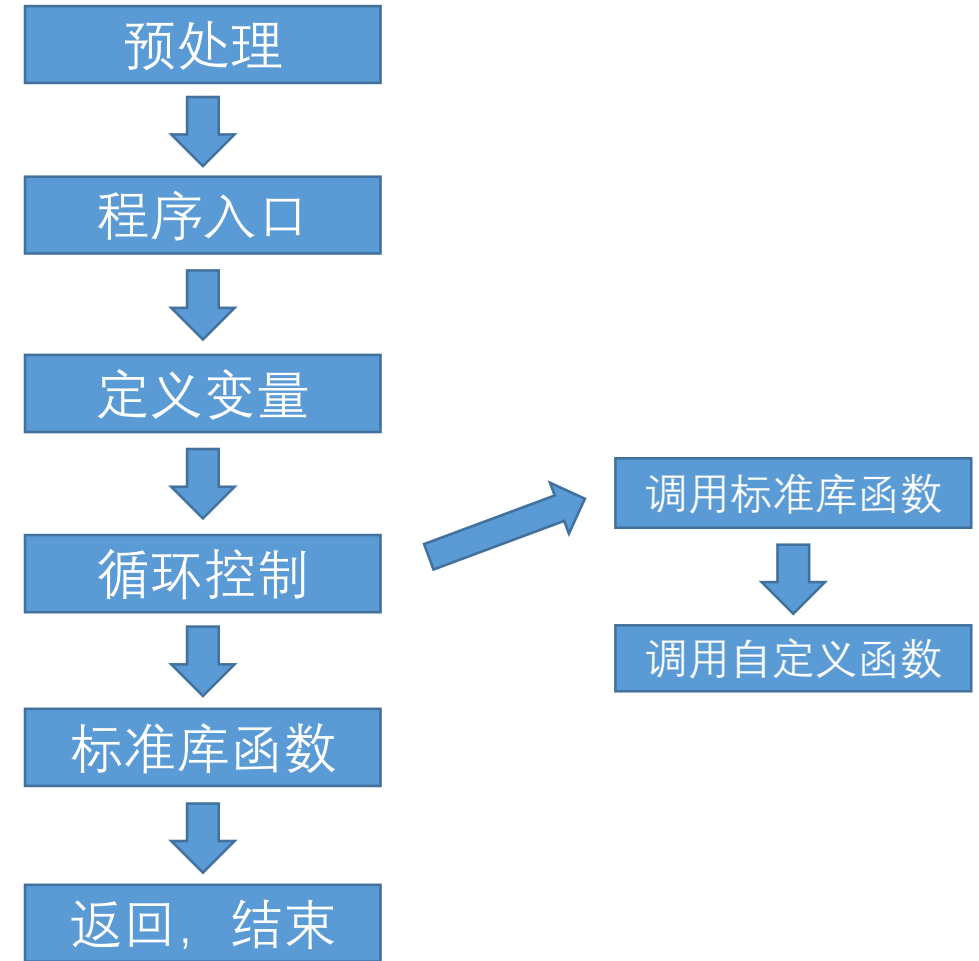 预处理
程序入口
定义变量
循环控制
标准库函数
返回，结束
调用标准库函数
调用自定义函数